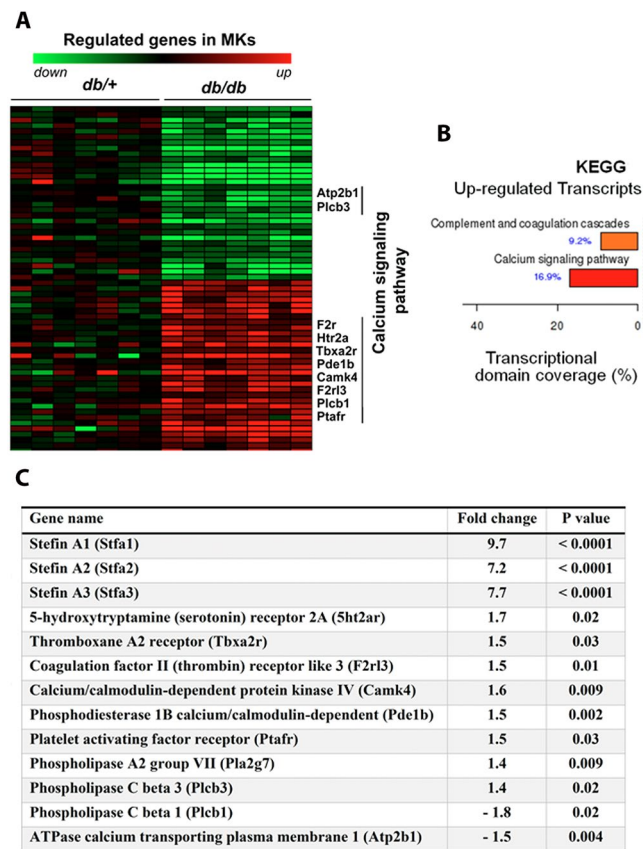 A
Regulated genes in MKs
down
up
db/+
db/db
Atp2b1
Plcb3
F2r
Htr2a
Tbxa2r
Pde1b
Camk4
F2rl3
Plcb1
Ptafr
Calcium signaling
pathway
B
KEGG
Up-regulated Transcripts
Complement and coagulation cascades
9.2%
Calcium signaling pathway
16.9%
40
20
0
Transcriptional
domain coverage (%)
C
Gene name Fold change P value
Stefin A1 (Stfa1) 9.7 < 0.0001
Stefin A2 (Stfa2) 7.2 < 0.0001
Stefin A3 (Stfa3) 7.7 < 0.0001
5-hydroxytryptamine (serotonin) receptor 2A (5ht2ar) 1.7 0.02
Thromboxane A2 receptor (Tbxa2r) 1.5 0.03
Coagulation factor II (thrombin) receptor like 3 (F2rl3) 1.5 0.01
Calcium/calmodulin-dependent protein kinase IV (Camk4) 1.6 0.009
Phosphodiesterase 1B calcium/calmodulin-dependent (Pde1b) 1.5 0.002
Platelet activating factor receptor (Ptafr) 1.5 0.03
Phospholipase A2 group VII (Pla2g7) 1.4 0.009
Phospholipase C beta 3 (Plcb3) 1.4 0.02
Phospholipase C beta 1 (Plcb1) - 1.8 0.02
ATPase calcium transporting plasma membrane 1 (Atp2b1) - 1.5 0.004